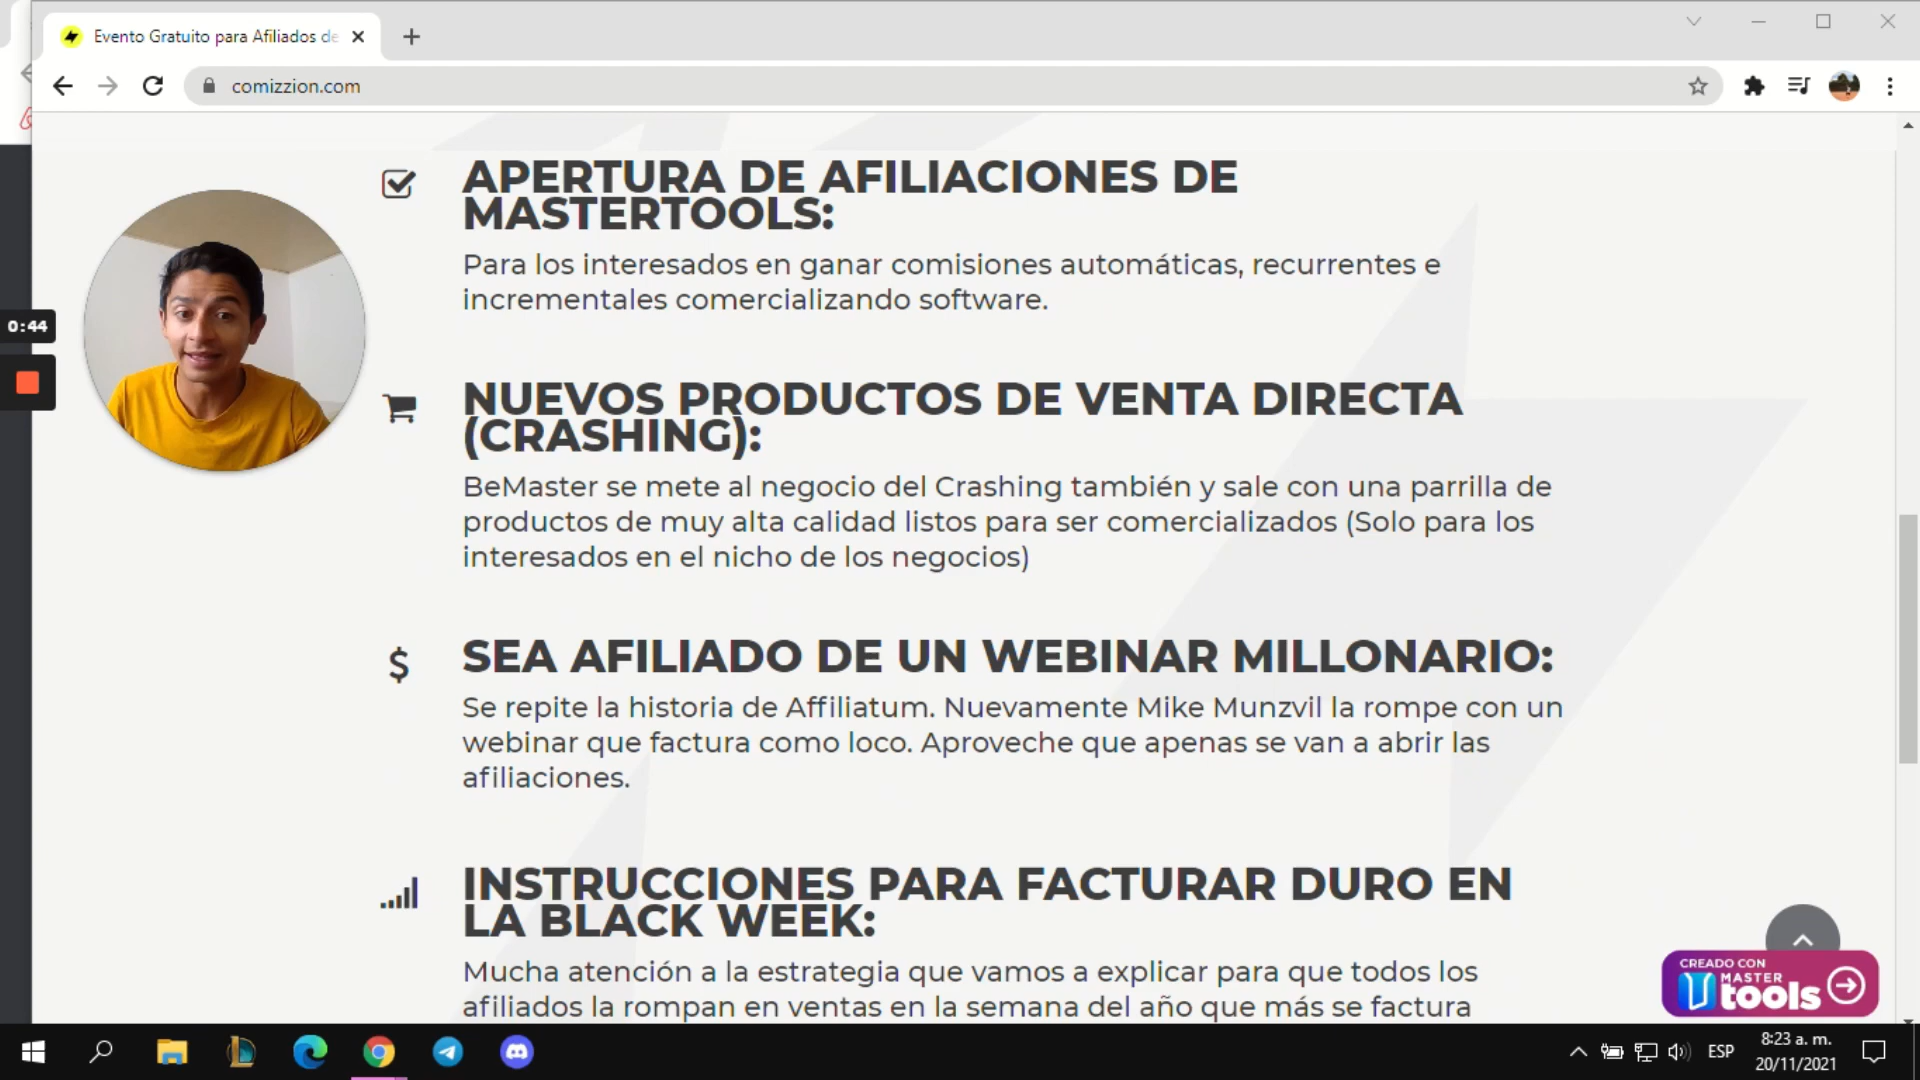 Evento Gratuito para Afiliados de
comizzion.com
APERTURA DE AFILIACIONES DE
MASTERTOOLS:
Para los interesados en ganar comisiones automáticas, recurrentes e
incrementales comercializando software.
0:44
NUEVOS PRODUCTOS DE VENTA DIRECTA
(CRASHING):
BeMaster se mete al negocio del Crashing también y sale con una parrilla de
productos de muy alta calidad listos para ser comercializados (Solo para los
interesados en el nicho de los negocios)
$
SEA AFILIADO DE UN WEBINAR MILLONARIO:
Se repite la historia de Affiliatum. Nuevamente Mike Munzvil la rompe con un
webinar que factura como loco. Aproveche que apenas se van a abrir las
afiliaciones.
INSTRUCCIONES PARA FACTURAR DURO EN
LA BLACK WEEK:
Mucha atención a la estrategia que vamos a explicar para que todos los
afiliados la rompan en ventas en la semana del año que más se factura
CREADO CON
MASTER
tools
ESP
8:23 a. m.
20/11/2021